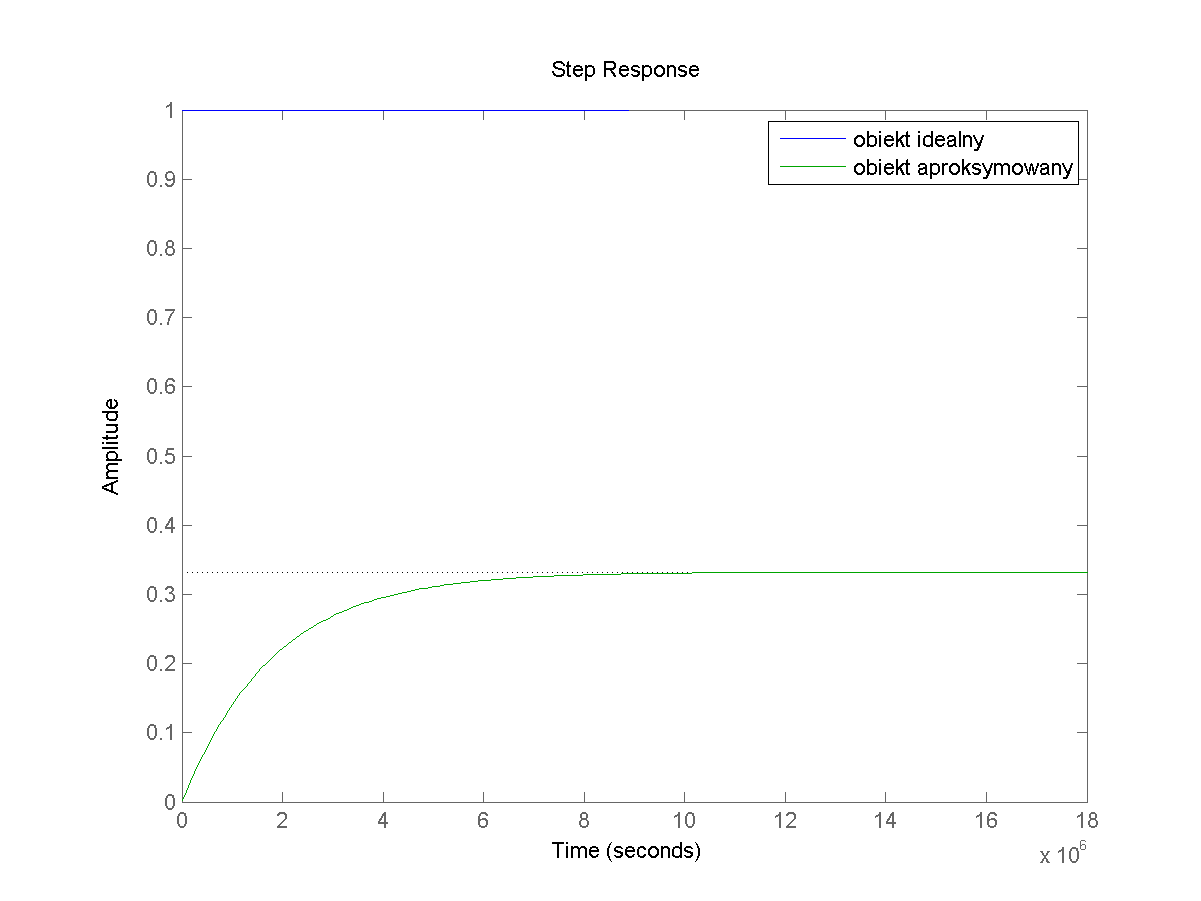 Step Response
obiekt idealny
obiekt aproksymowany
Amplitude
1
0.9
0.8
0.7
0.6
0.5
0.4
0.3
0.2
0.1
0
0 2 4 6 8 10 12 14 16 18
Time (seconds)
x 10^6